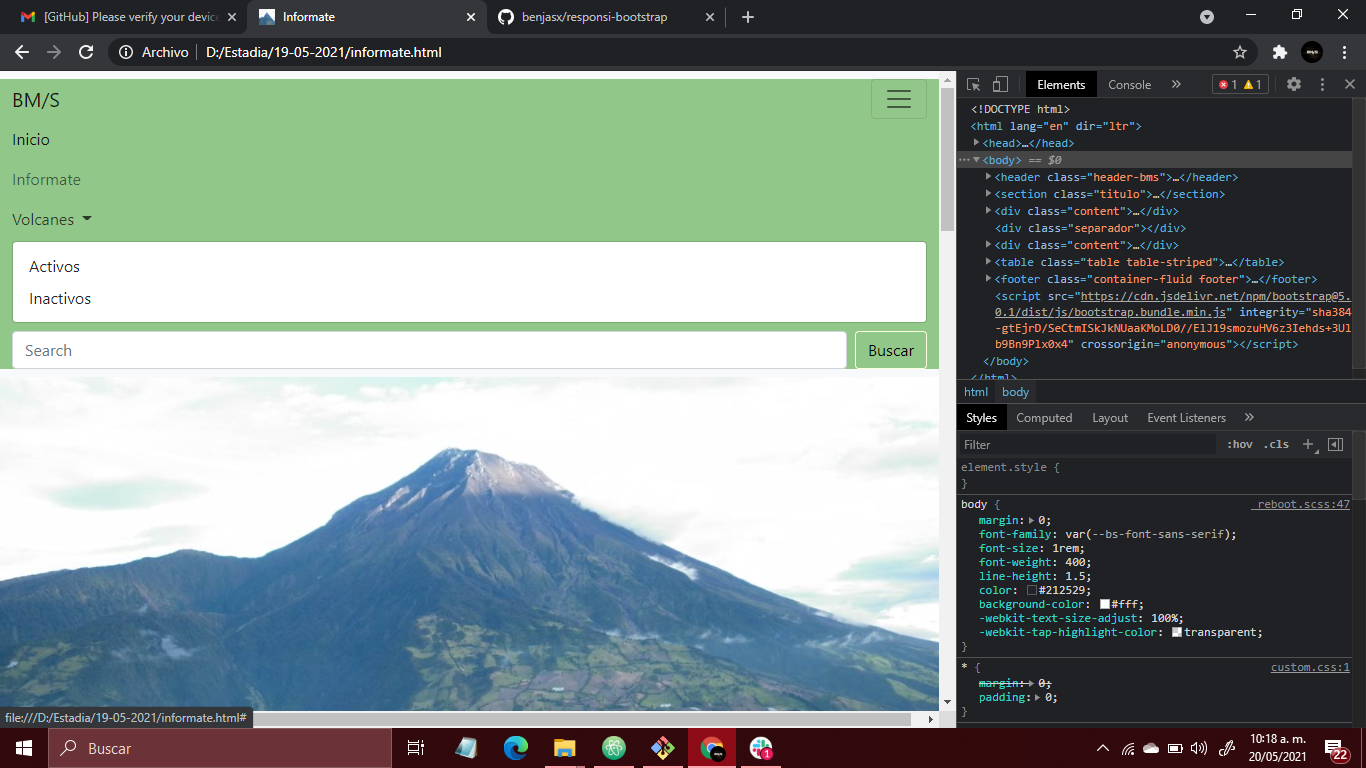 [GitHub] Please verify your device
Informate
benjasx/responsi-bootstrap
Archivo
D:/Estadia/19-05-2021/informate.html
BM/S
Inicio
Informate
Volcanes
Activos
Inactivos
Search
Buscar
file:///D:/Estadia/19-05-2021/informate.html#
Elements
Console
»
1 1
<!DOCTYPE html>
<html lang="en" dir="ltr">
<head>…</head>
<body> == $0
<header class="header-bms">…</header>
<section class="titulo">…</section>
<div class="content">…</div>
<div class="separador"></div>
<div class="content">…</div>
<table class="table table-striped">…</table>
<footer class="container-fluid footer">…</footer>
<script src="https://cdn.jsdelivr.net/npm/bootstrap@5.
0.1/dist/js/bootstrap.bundle.min.js" integrity="sha384
-gtEjrD/SeCtmISkJkNUaaKMoLD0//ElJ19smozuHV6z3Iehds+3Ul
b9Bn9Plx0x4" crossorigin="anonymous"></script>
</body>
</html>
html body
Styles Computed Layout Event Listeners »
Filter
:hov .cls +
element.style {
}
body {
_reboot.scss:47
margin: 0;
font-family: var(--bs-font-sans-serif);
font-size: 1rem;
font-weight: 400;
line-height: 1.5;
color: #212529;
background-color: #fff;
-webkit-text-size-adjust: 100%;
-webkit-tap-highlight-color: transparent;
}
* {
custom.css:1
margin: 0;
padding: 0;
}
Buscar
1
10:18 a. m.
20/05/2021
22